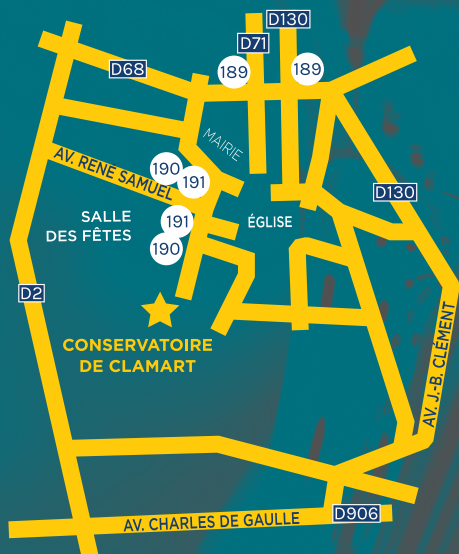 D130
D71
189
189
D68
MAIRIE
AV. RENÉ SAMUEL
190
191
D130
SALLE
DES FÊTES
191
190
ÉGLISE
D2
CONSERVATOIRE
DE CLAMART
AV. J.-B. CLÉMENT
AV. CHARLES DE GAULLE
D906